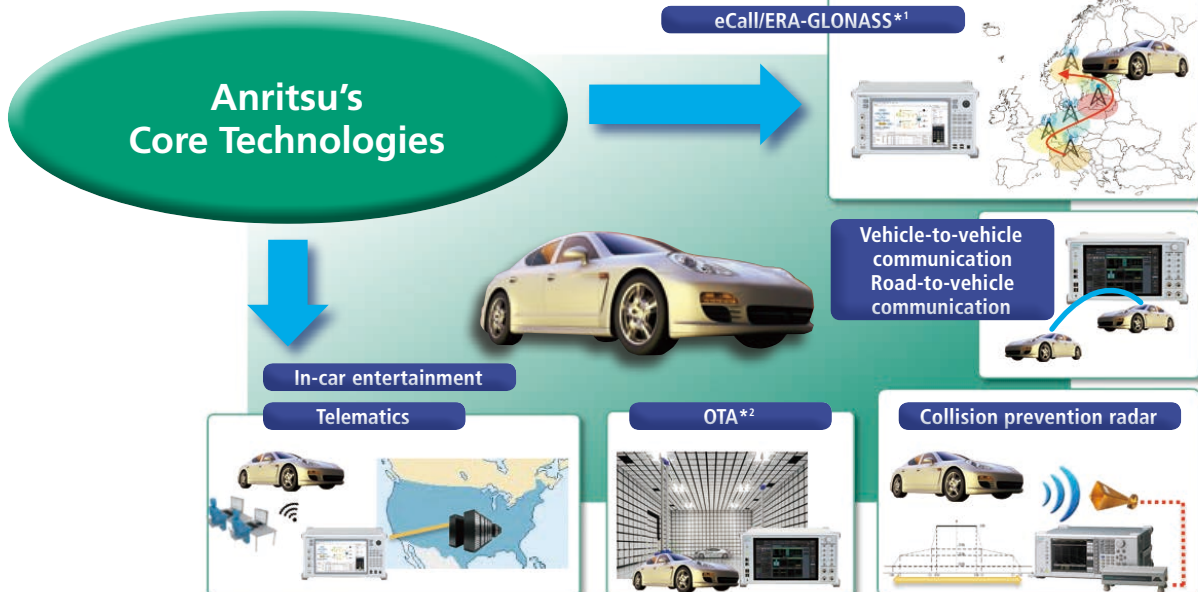 Anritsu's
Core Technologies
eCall/ERA-GLONASS*1
Vehicle-to-vehicle
communication
Road-to-vehicle
communication
In-car entertainment
Telematics
OTA*2
Collision prevention radar